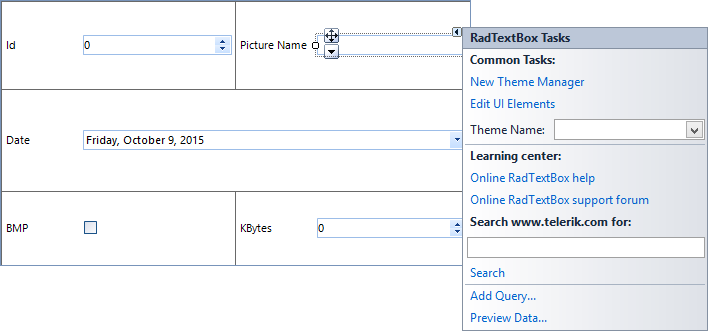 Id
0
Picture Name
Date
Friday, October 9, 2015
BMP
KBytes
0
RadTextBox Tasks
Common Tasks:
New Theme Manager
Edit UI Elements
Theme Name:
Learning center:
Online RadTextBox help
Online RadTextBox support forum
Search www.telerik.com for:
Search
Add Query...
Preview Data...